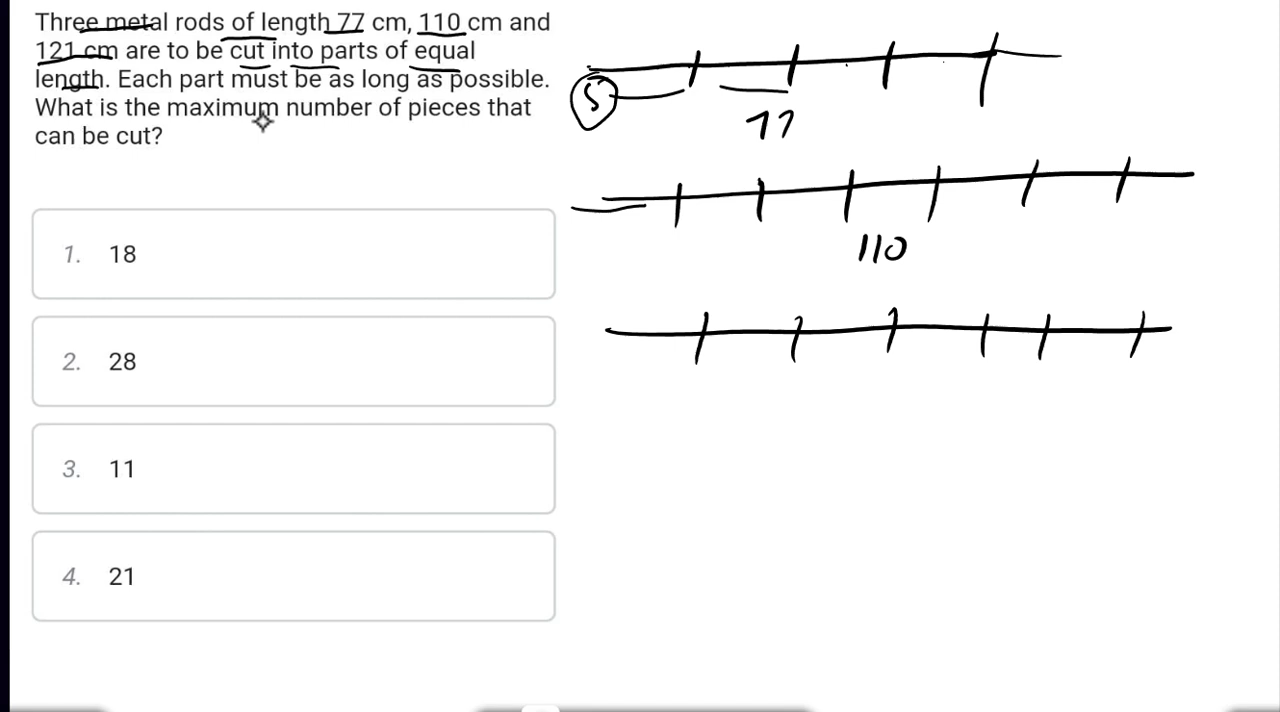 Three metal rods of length 77 cm, 110 cm and
121 cm are to be cut into parts of equal
length. Each part must be as long as possible.
What is the maximum number of pieces that
can be cut?
1. 18
2. 28
3. 11
4. 21
5
77
110